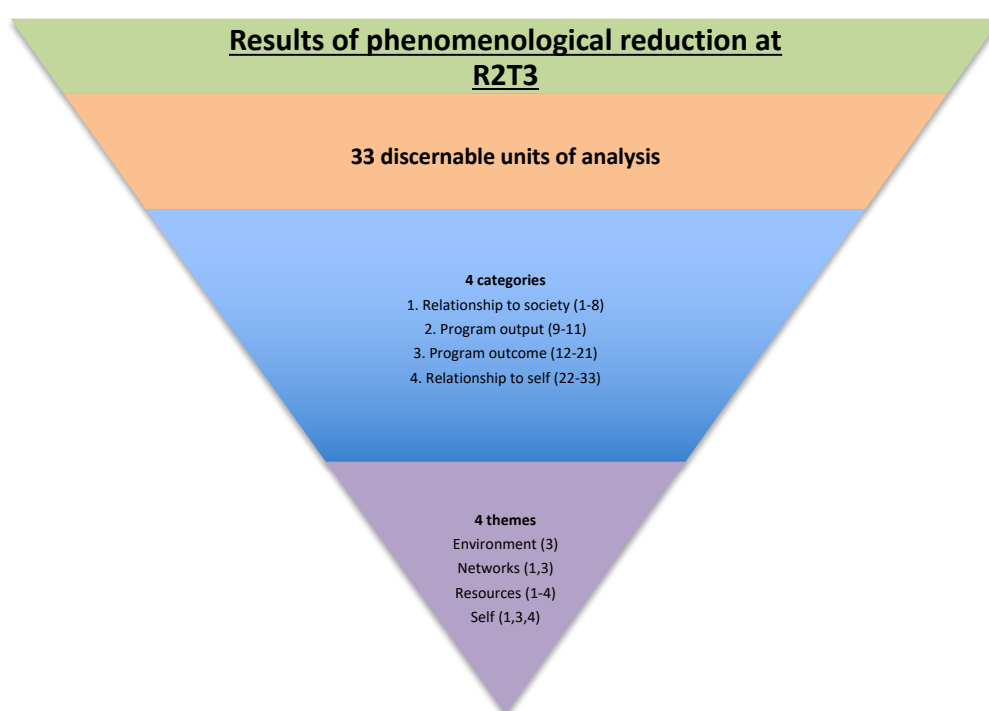 Results of phenomenological reduction at
R2T3
33 discernable units of analysis
4 categories
1. Relationship to society (1-8)
2. Program output (9-11)
3. Program outcome (12-21)
4. Relationship to self (22-33)
4 themes
Environment (3)
Networks (1,3)
Resources (1-4)
Self (1,3,4)